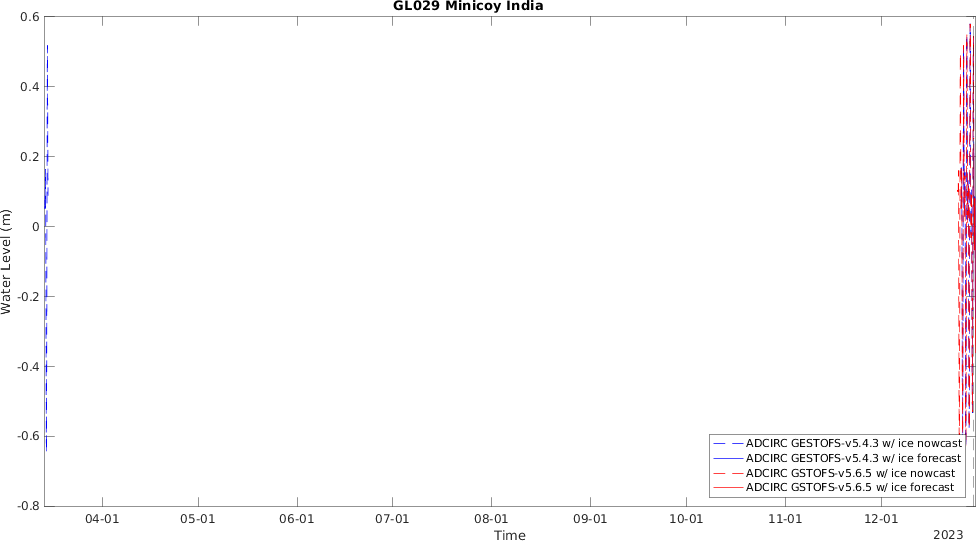 GL029 Minicoy India
0.6
0.4
0.2
0
-0.2
-0.4
-0.6
-0.8
Water Level (m)
ADCIRC GESTOFS-v5.4.3 w/ ice nowcast
ADCIRC GESTOFS-v5.4.3 w/ ice forecast
ADCIRC GSTOFS-v5.6.5 w/ ice nowcast
ADCIRC GSTOFS-v5.6.5 w/ ice forecast
04-01 05-01 06-01 07-01 08-01 09-01 10-01 11-01 12-01
Time
2023